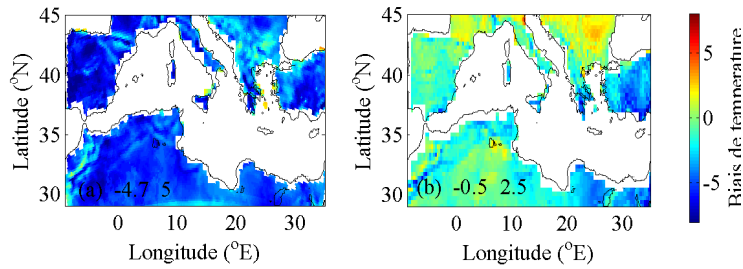 45
40
35
30
Latitude (°N)
(a) -4.7 5
0 10 20 30
Longitude (°E)
45
40
35
30
Latitude (°N)
(b) -0.5 2.5
0 10 20 30
Longitude (°E)
5
0
-5
Biais de temperature